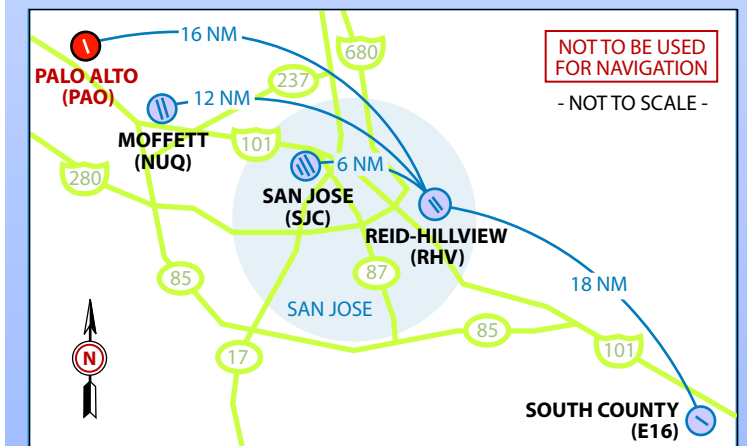 16 NM
680
NOT TO BE USED
FOR NAVIGATION
PALO ALTO
(PAO)
237
- NOT TO SCALE -
12 NM
MOFFETT
(NUQ)
101
6 NM
280
SAN JOSE
(SJC)
REID-HILLVIEW
(RHV)
85
87
18 NM
SAN JOSE
N
17
85
101
SOUTH COUNTY
(E16)